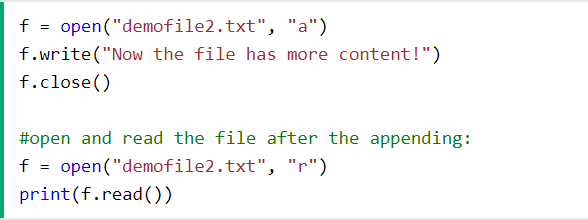 f = open("demofile2.txt", "a")
f.write("Now the file has more content!")
f.close()
#open and read the file after the appending:
f = open("demofile2.txt", "r")
print(f.read())